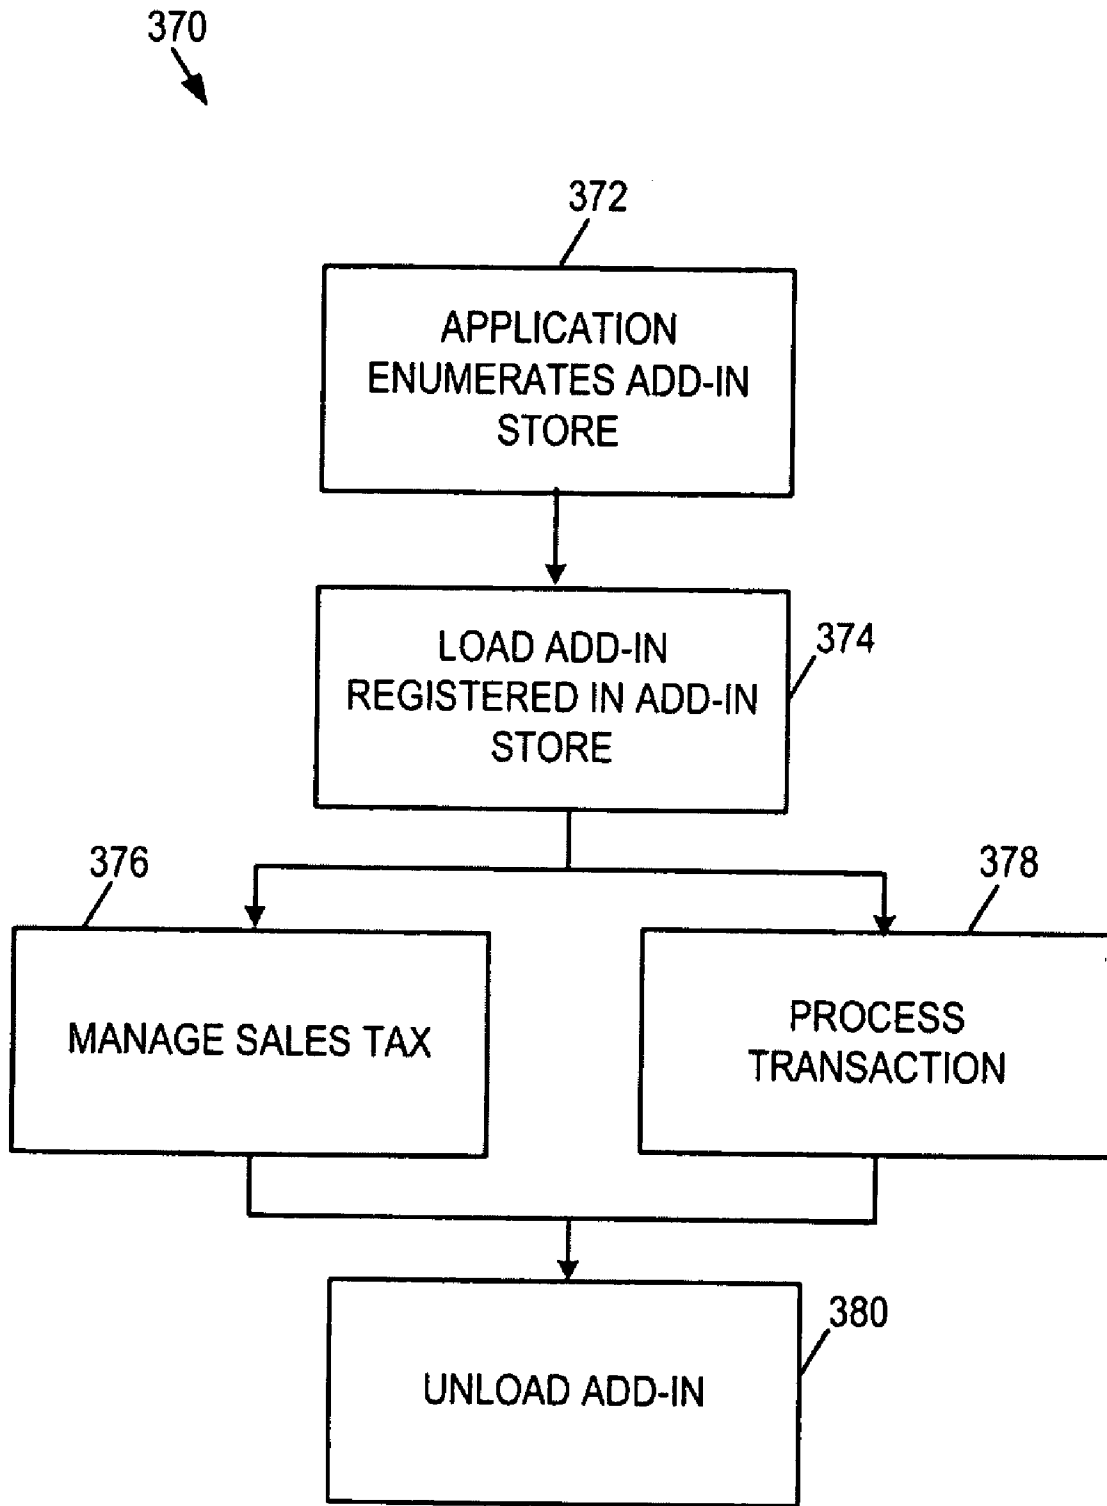 370
372
APPLICATION
ENUMERATES ADD-IN
STORE
LOAD ADD-IN
REGISTERED IN ADD-IN
STORE
374
376
378
MANAGE SALES TAX
PROCESS
TRANSACTION
380
UNLOAD ADD-IN